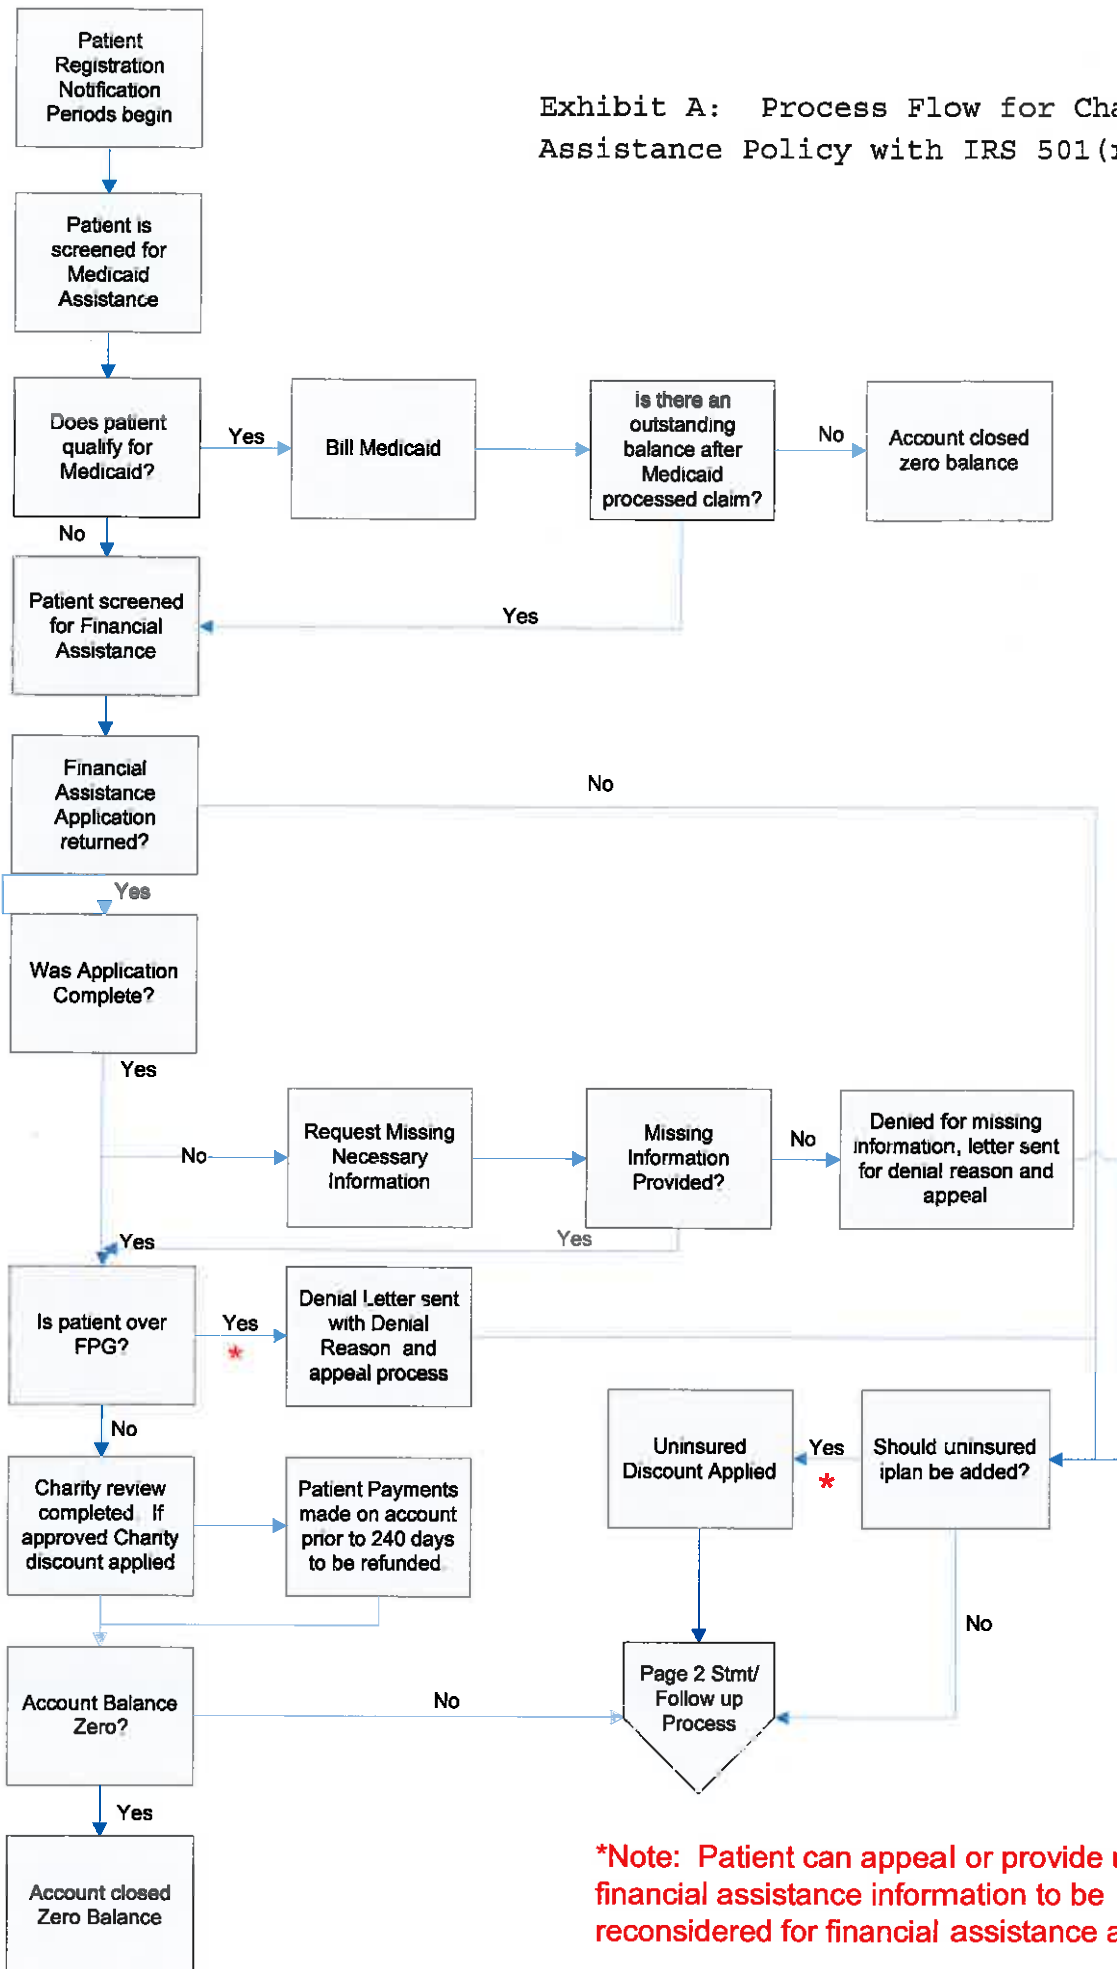 Patient
Registration
Notification
Periods begin
Exhibit A:  Process Flow for Cha
Assistance Policy with IRS 501(r
Patient is
screened for
Medicaid
Assistance
Does patient
qualify for
Medicaid?
Yes
Bill Medicaid
is there an
outstanding
balance after
Medicaid
processed claim?
No
Account closed
zero balance
No
Patient screened
for Financial
Assistance
Yes
Financial
Assistance
Application
returned?
No
Yes
Was Application
Complete?
Yes
No
Request Missing
Necessary
Information
Missing
Information
Provided?
No
Denied for missing
information, letter sent
for denial reason and
appeal
Yes
Yes
Is patient over
FPG?
Yes
*
Denial Letter sent
with Denial
Reason and
appeal process
No
Uninsured
Discount Applied
Yes
*
Should uninsured
iplan be added?
Charity review
completed. If
approved Charity
discount applied
Patient Payments
made on account
prior to 240 days
to be refunded
No
Account Balance
Zero?
No
Page 2 Stmt/
Follow up
Process
Yes
Account closed
Zero Balance
*Note: Patient can appeal or provide
financial assistance information to be
reconsidered for financial assistance a